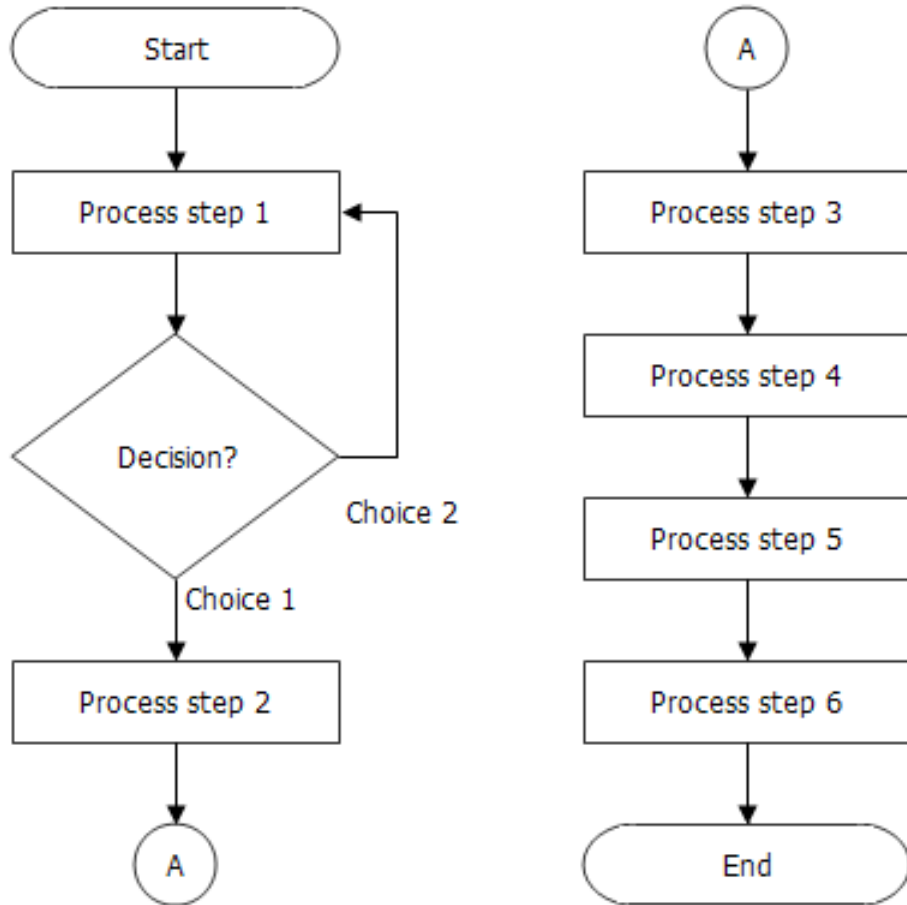 Start
Process step 1
Decision?
Choice 2
Choice 1
Process step 2
A
A
Process step 3
Process step 4
Process step 5
Process step 6
End